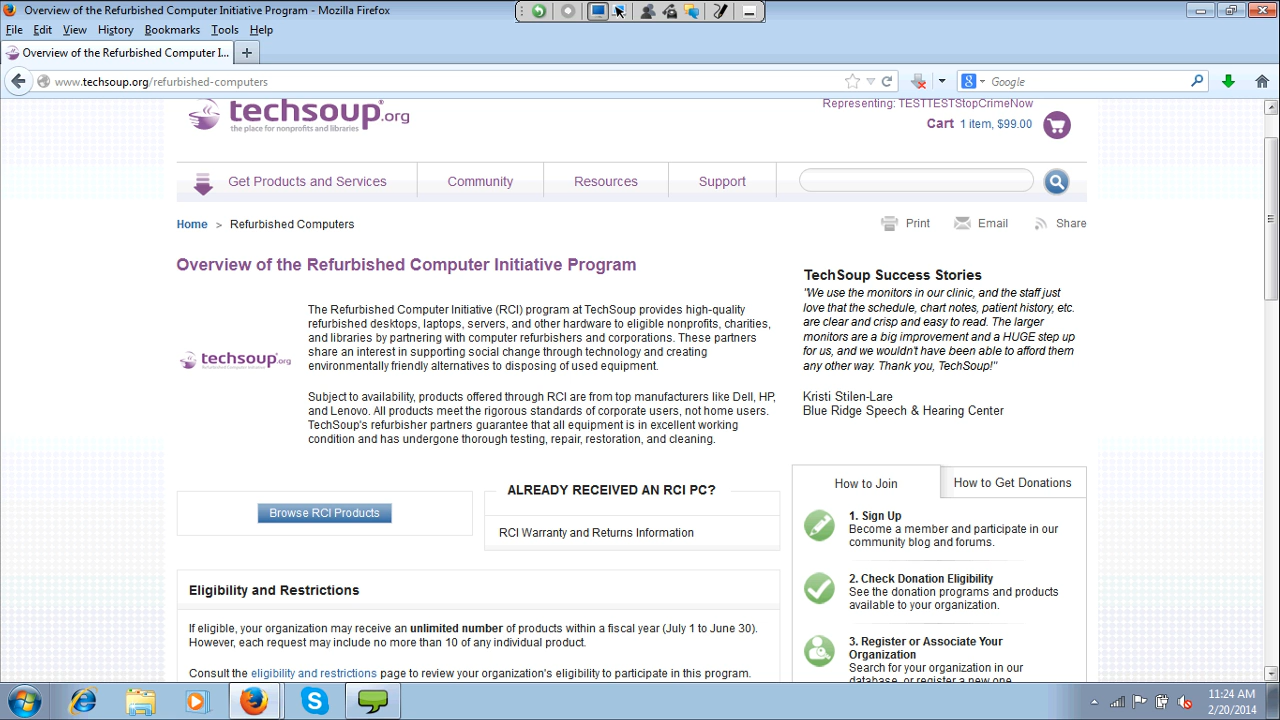 Overview of the Refurbished Computer Initiative Program - Mozilla Firefox
File Edit View History Bookmarks Tools Help
Overview of the Refurbished Computer I...
www.techsoup.org/refurbished-computers
Google
techsoup.org
the place for nonprofits and libraries
Representing: TESTTESTStopCrimeNow
Cart 1 item, $99.00
Get Products and Services Community Resources Support
Home > Refurbished Computers
Print Email Share
Overview of the Refurbished Computer Initiative Program
techsoup.org
Refurbished Computer Initiative
The Refurbished Computer Initiative (RCI) program at TechSoup provides high-quality
refurbished desktops, laptops, servers, and other hardware to eligible nonprofits, charities,
and libraries by partnering with computer refurbishers and corporations. These partners
share an interest in supporting social change through technology and creating
environmentally friendly alternatives to disposing of used equipment.
Subject to availability, products offered through RCI are from top manufacturers like Dell, HP,
and Lenovo. All products meet the rigorous standards of corporate users, not home users.
TechSoup's refurbisher partners guarantee that all equipment is in excellent working
condition and has undergone thorough testing, repair, restoration, and cleaning.
Browse RCI Products
ALREADY RECEIVED AN RCI PC?
RCI Warranty and Returns Information
Eligibility and Restrictions
If eligible, your organization may receive an unlimited number of products within a fiscal year (July 1 to June 30).
However, each request may include no more than 10 of any individual product.
Consult the eligibility and restrictions page to review your organization's eligibility to participate in this program.
TechSoup Success Stories
"We use the monitors in our clinic, and the staff just
love that the schedule, chart notes, patient history, etc.
are clear and crisp and easy to read. The larger
monitors are a big improvement and a HUGE step up
for us, and we wouldn't have been able to afford them
any other way. Thank you, TechSoup!"
Kristi Stilen-Lare
Blue Ridge Speech & Hearing Center
How to Join How to Get Donations
1. Sign Up
Become a member and participate in our
community blog and forums.
2. Check Donation Eligibility
See the donation programs and products
available to your organization.
3. Register or Associate Your
Organization
Search for your organization in our
database, or register a new one.
11:24 AM
2/20/2014